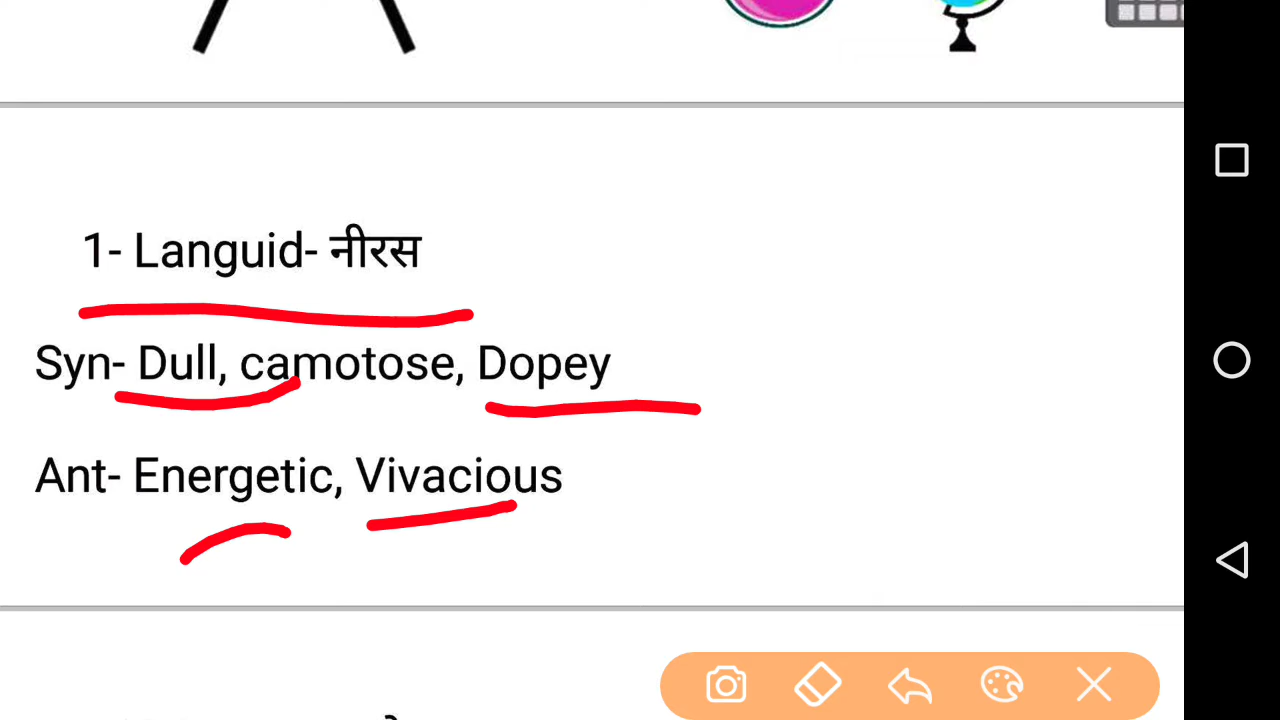 1- Languid- नीरस
Syn- Dull, camotose, Dopey
Ant- Energetic, Vivacious